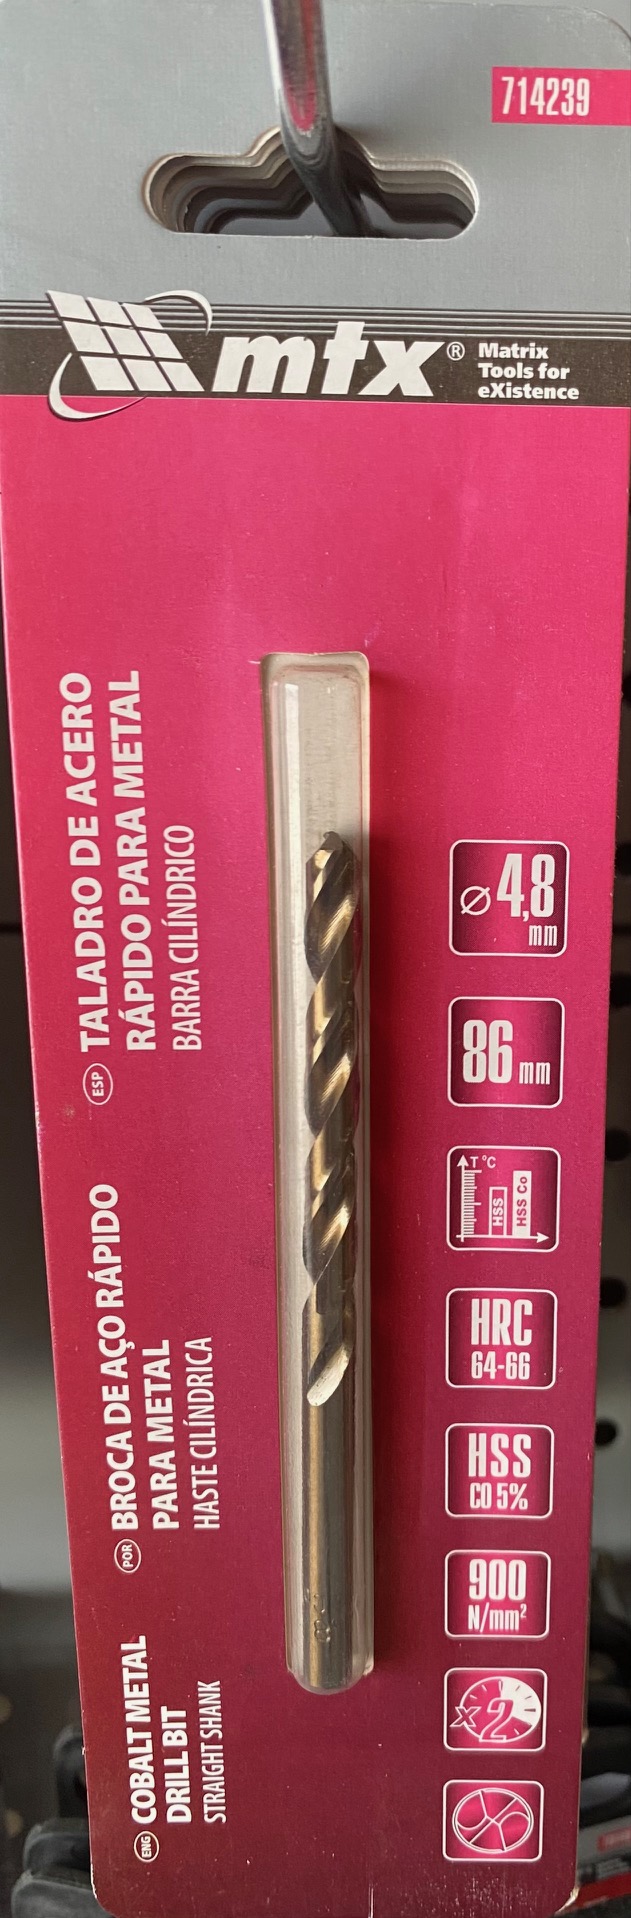 714239
mtx®
Matrix
Tools for
eXistence
ESP
TALADRO DE ACERO
RÁPIDO PARA METAL
BARRA CILÍNDRICO
POR
BROCA DE AÇO RÁPIDO
PARA METAL
HASTE CILÍNDRICA
ENG
COBALT METAL
DRILL BIT
STRAIGHT SHANK
ø 4,8
mm
86 mm
T °C
HSS
HSS Co
HRC
64-66
HSS
CO 5%
900
N/mm²
x2